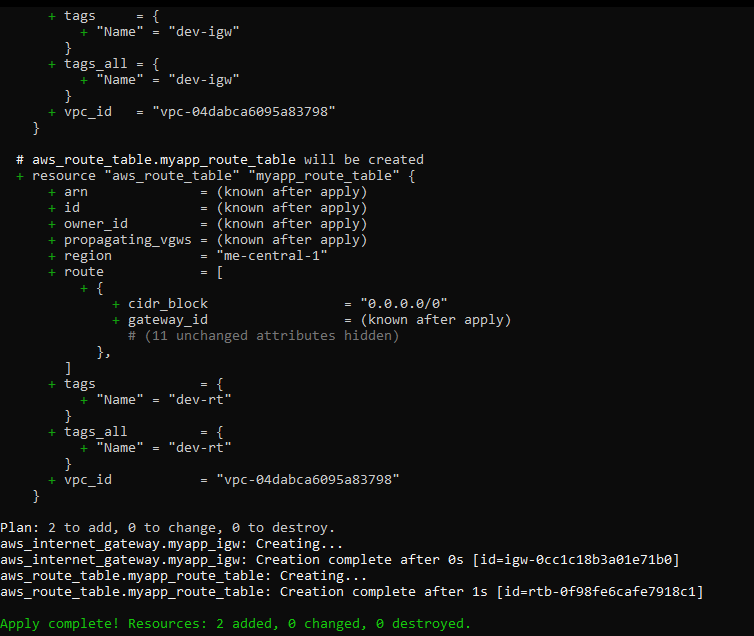 + tags     = {
          + "Name" = "dev-igw"
        }
      + tags_all = {
          + "Name" = "dev-igw"
        }
      + vpc_id   = "vpc-04dabca6095a83798"
    }

  # aws_route_table.myapp_route_table will be created
  + resource "aws_route_table" "myapp_route_table" {
      + arn              = (known after apply)
      + id               = (known after apply)
      + owner_id         = (known after apply)
      + propagating_vgws = (known after apply)
      + region           = "me-central-1"
      + route            = [
          + {
              + cidr_block                 = "0.0.0.0/0"
              + gateway_id                 = (known after apply)
                # (11 unchanged attributes hidden)
            },
        ]
      + tags             = {
          + "Name" = "dev-rt"
        }
      + tags_all         = {
          + "Name" = "dev-rt"
        }
      + vpc_id           = "vpc-04dabca6095a83798"
    }

Plan: 2 to add, 0 to change, 0 to destroy.
aws_internet_gateway.myapp_igw: Creating...
aws_internet_gateway.myapp_igw: Creation complete after 0s [id=igw-0cc1c18b3a01e71b0]
aws_route_table.myapp_route_table: Creating...
aws_route_table.myapp_route_table: Creation complete after 1s [id=rtb-0f98fe6cafe7918c1]

Apply complete! Resources: 2 added, 0 changed, 0 destroyed.